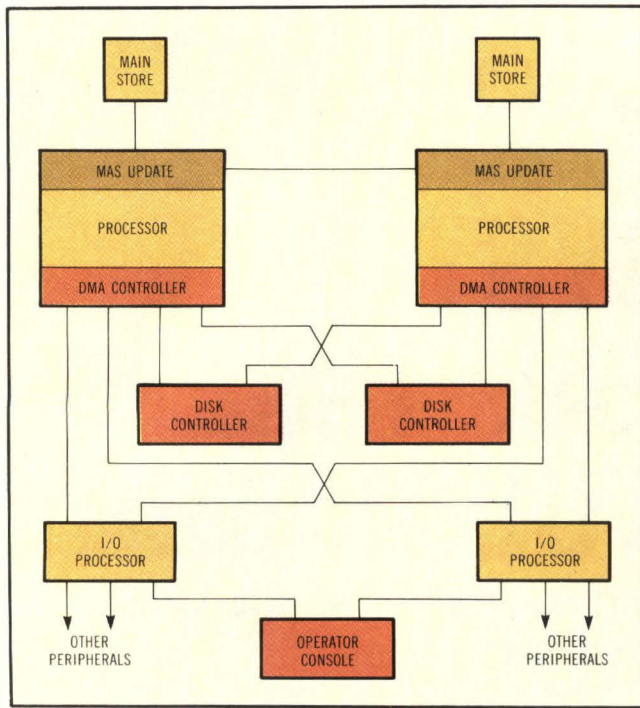 MAIN
STORE
MAIN
STORE
MAS UPDATE
MAS UPDATE
PROCESSOR
PROCESSOR
DMA CONTROLLER
DMA CONTROLLER
DISK
CONTROLLER
DISK
CONTROLLER
I/O
PROCESSOR
I/O
PROCESSOR
OTHER
PERIPHERALS
OPERATOR
CONSOLE
OTHER
PERIPHERALS